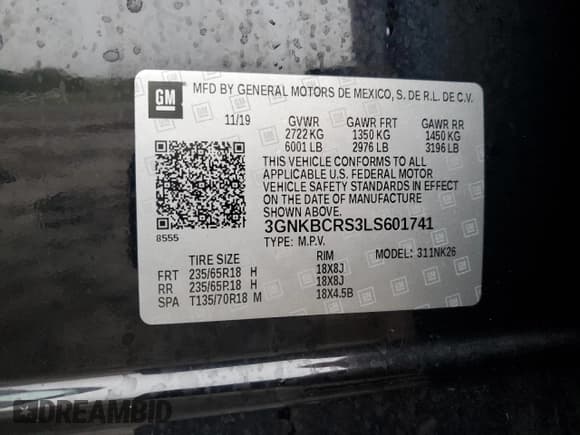 GM
MFD BY GENERAL MOTORS DE MEXICO, S. DE R.L. DE C.V.
11/19 GVWR GAWR FRT GAWR RR
2722 KG 1350 KG 1450 KG
6001 LB 2976 LB 3196 LB
THIS VEHICLE CONFORMS TO ALL
APPLICABLE U.S. FEDERAL MOTOR
VEHICLE SAFETY STANDARDS IN EFFECT
ON THE DATE OF MANUFACTURE
SHOWN ABOVE.
8555
3GNKBCRS3LS601741
TYPE: M.P.V. MODEL: 311NK26
TIRE SIZE RIM
FRT 235/65R18 H 18X8J
RR 235/65R18 H 18X8J
SPA T135/70R18 M 18X4.5B
DREAMBID